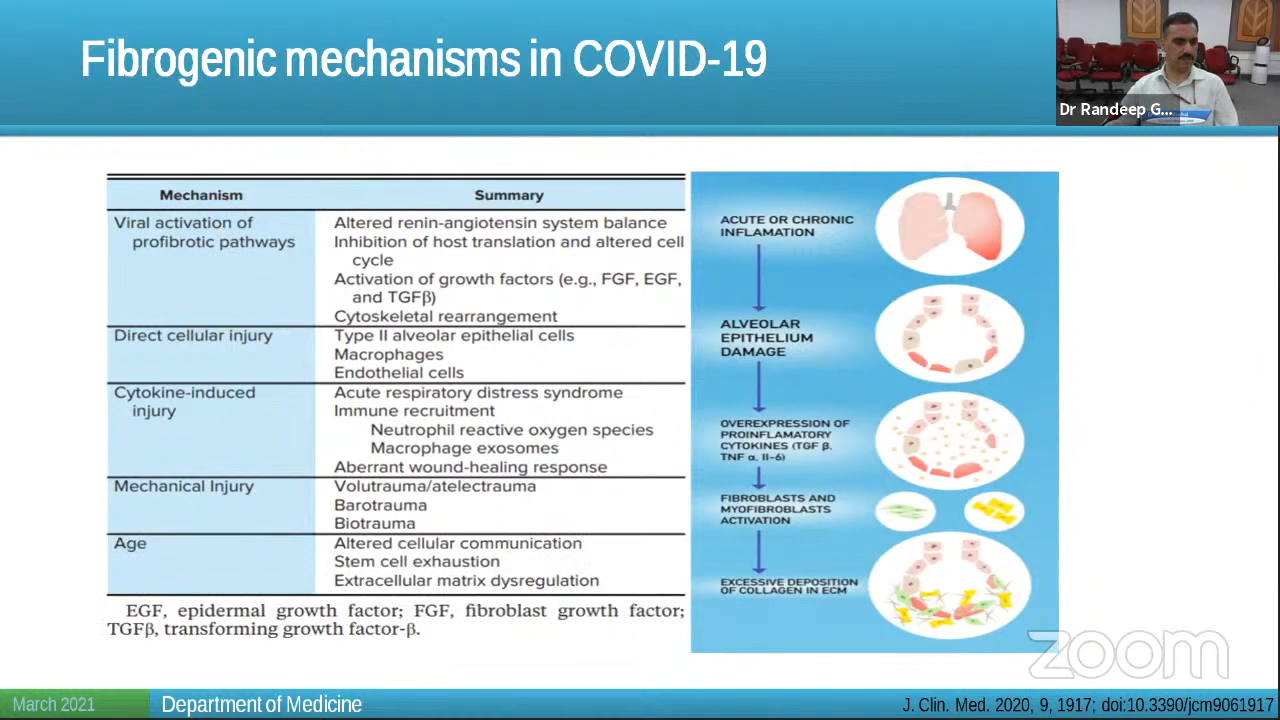 Fibrogenic mechanisms in COVID-19
Dr Randeep G...
Mechanism Summary
Viral activation of
profibrotic pathways
Altered renin-angiotensin system balance
Inhibition of host translation and altered cell
cycle
Activation of growth factors (e.g., FGF, EGF,
and TGFβ)
Cytoskeletal rearrangement
Direct cellular injury
Type II alveolar epithelial cells
Macrophages
Endothelial cells
Cytokine-induced
injury
Acute respiratory distress syndrome
Immune recruitment
Neutrophil reactive oxygen species
Macrophage exosomes
Aberrant wound-healing response
Mechanical Injury
Volutrauma/atelectrauma
Barotrauma
Biotrauma
Age
Altered cellular communication
Stem cell exhaustion
Extracellular matrix dysregulation
EGF, epidermal growth factor; FGF, fibroblast growth factor;
TGFβ, transforming growth factor-β.
ACUTE OR CHRONIC
INFLAMATION
ALVEOLAR
EPITHELIUM
DAMAGE
OVEREXPRESSION OF
PROINFLAMATORY
CYTOKINES (TGF β,
TNF α, Il-6)
FIBROBLASTS AND
MYOFIBROBLASTS
ACTIVATION
EXCESSIVE DEPOSITION
OF COLLAGEN IN ECM
zoom
March 2021
Department of Medicine
J. Clin. Med. 2020, 9, 1917; doi:10.3390/jcm9061917